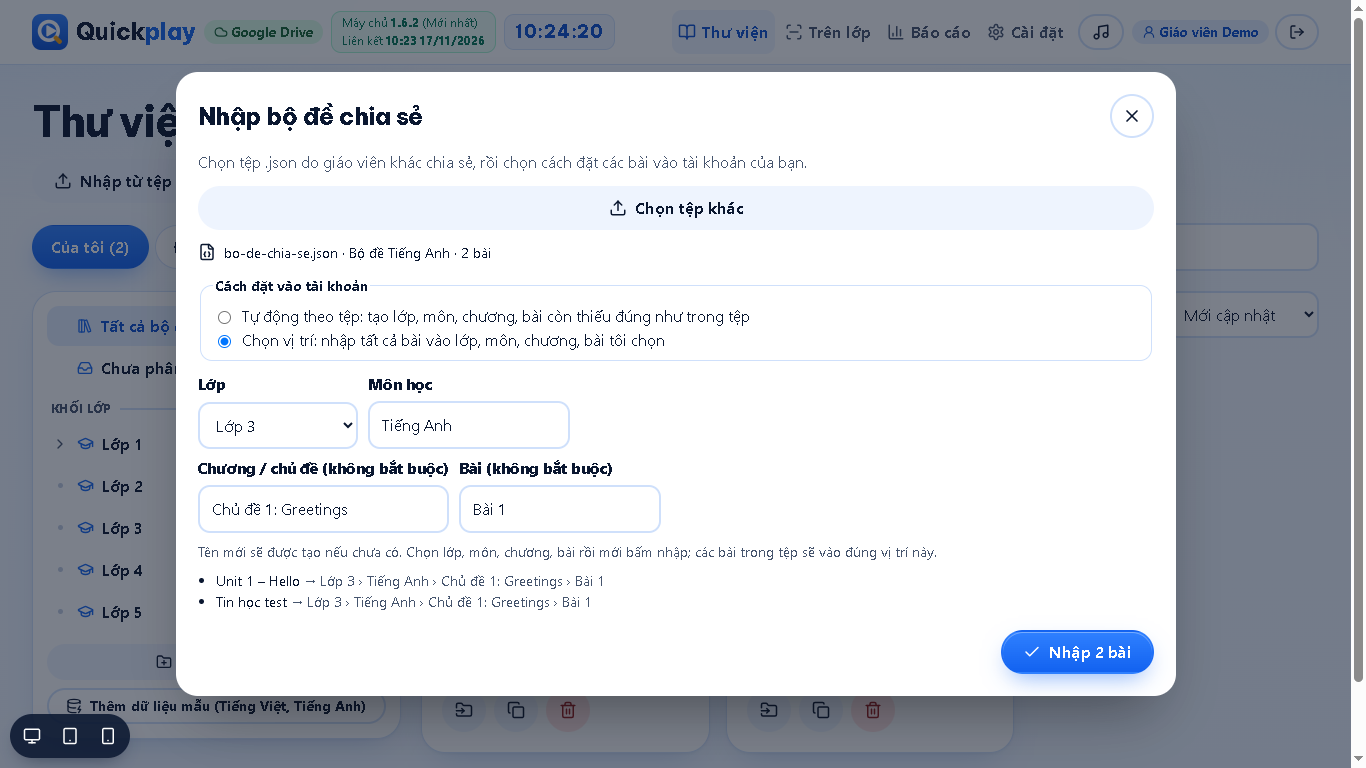 Quickplay
Google Drive
Máy chủ 1.6.2 (Mới nhất)
Liên kết 10:23 17/11/2026
10:24:20
Thư viện
Trên lớp
Báo cáo
Cài đặt
Giáo viên Demo
Thư việ
Nhập từ tệp
Của tôi (2)
Mới cập nhật
Tất cả bộ
Chưa phân
KHỐI LỚP
Lớp 1
Lớp 2
Lớp 3
Lớp 4
Lớp 5
Thêm dữ liệu mẫu (Tiếng Việt, Tiếng Anh)
Nhập bộ đề chia sẻ
Chọn tệp .json do giáo viên khác chia sẻ, rồi chọn cách đặt các bài vào tài khoản của bạn.
Chọn tệp khác
bo-de-chia-se.json · Bộ đề Tiếng Anh · 2 bài
Cách đặt vào tài khoản
Tự động theo tệp: tạo lớp, môn, chương, bài còn thiếu đúng như trong tệp
Chọn vị trí: nhập tất cả bài vào lớp, môn, chương, bài tôi chọn
Lớp
Môn học
Lớp 3
Tiếng Anh
Chương / chủ đề (không bắt buộc)
Bài (không bắt buộc)
Chủ đề 1: Greetings
Bài 1
Tên mới sẽ được tạo nếu chưa có. Chọn lớp, môn, chương, bài rồi mới bấm nhập; các bài trong tệp sẽ vào đúng vị trí này.
• Unit 1 – Hello → Lớp 3 › Tiếng Anh › Chủ đề 1: Greetings › Bài 1
• Tin học test → Lớp 3 › Tiếng Anh › Chủ đề 1: Greetings › Bài 1
Nhập 2 bài